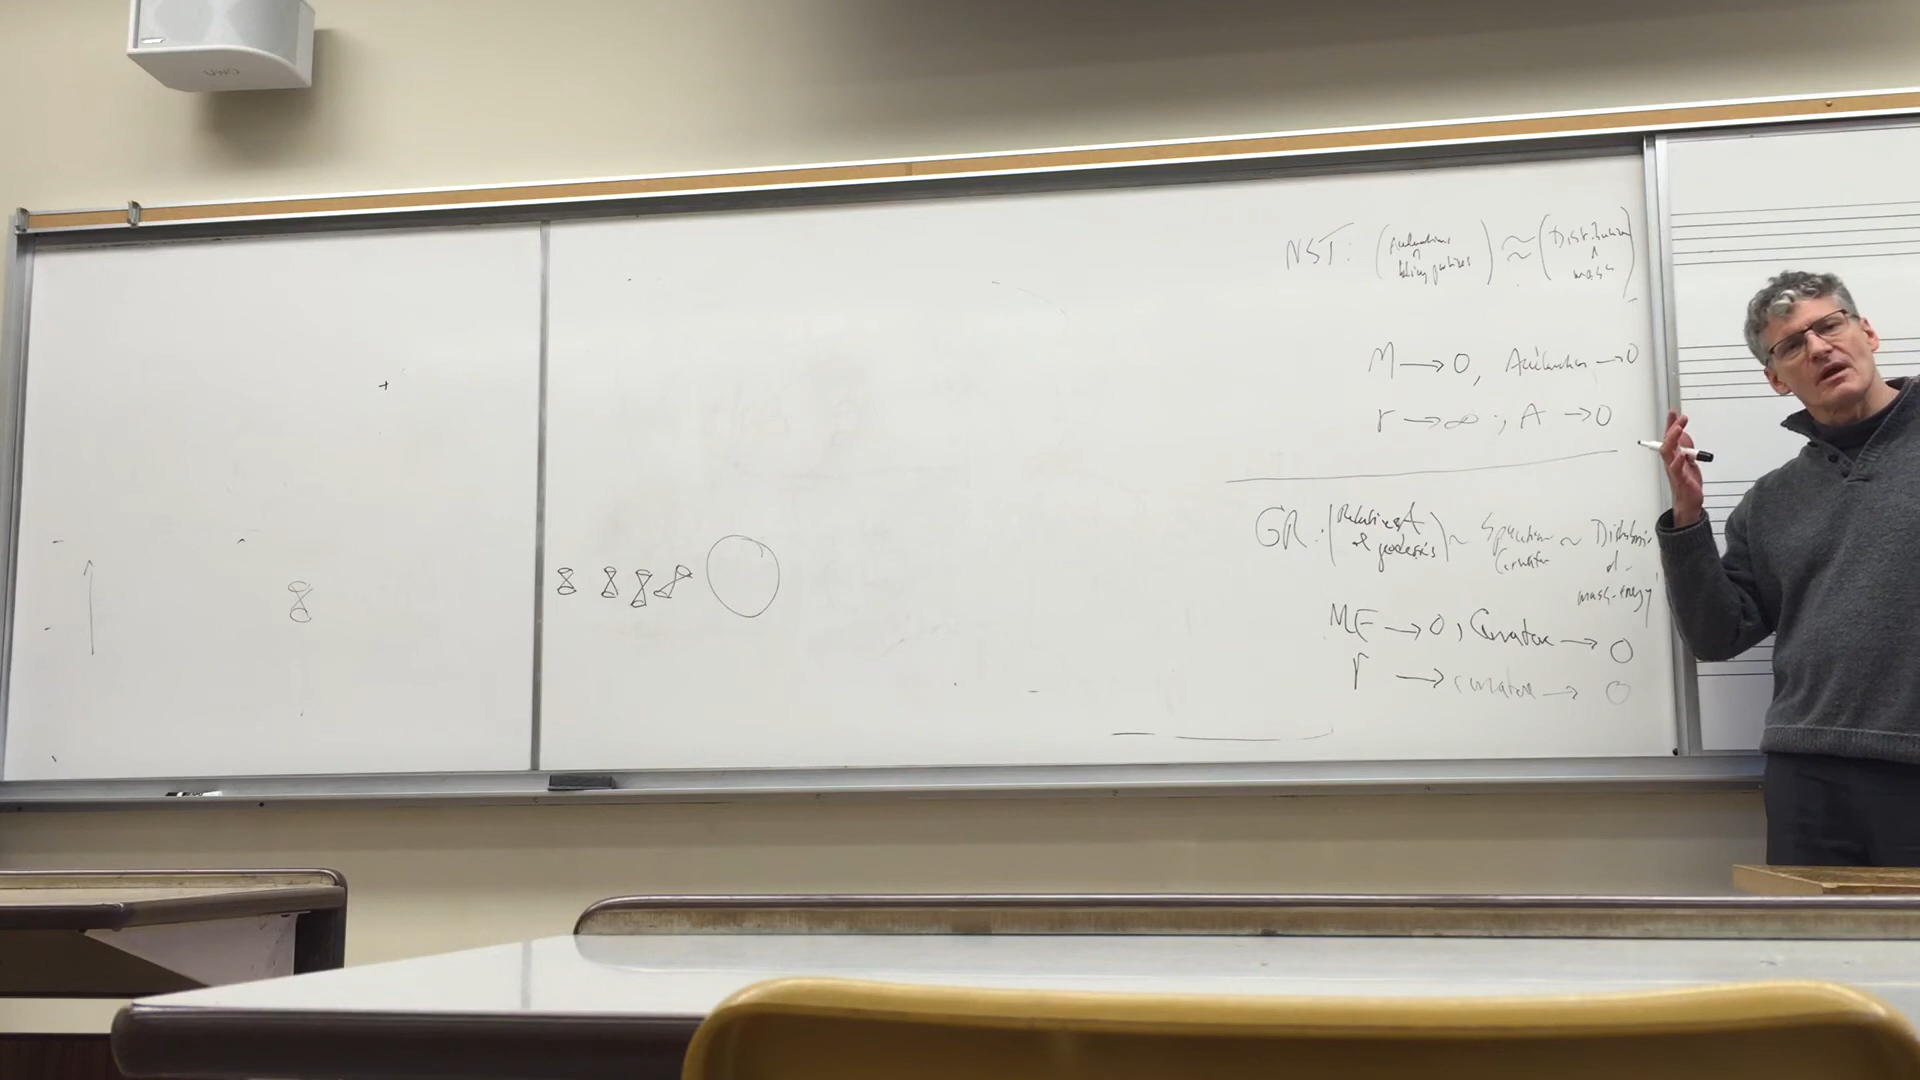 NST: (Accelerations of falling particles) ≈ (Distribution of mass)
M → 0, Acceleration → 0
r → ∞, A → 0
GR: (Relative A of geodesics) ~ Spacetime Curvature ~ Distribution of mass-energy
ME → 0, Curvature → 0
r → curvature → 0